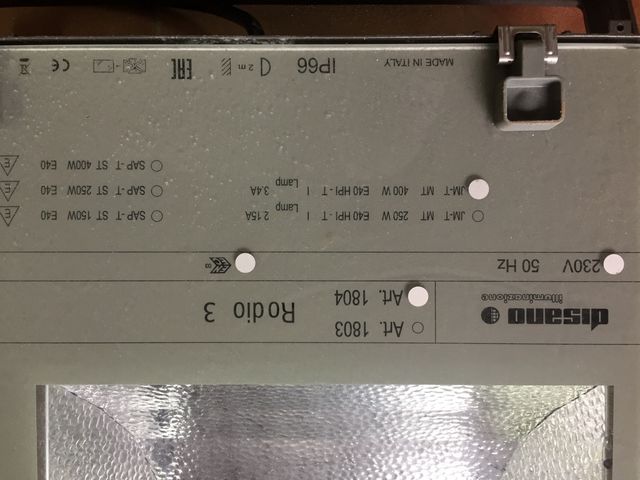 disano
illuminazione
Art. 1803
Art. 1804
Rodio 3
230V 50 Hz
JM-T MT 250 W E40 HPI - T I Lamp 2.15A
JM-T MT 400 W E40 HPI - T I Lamp 3.4A
SAP-T ST 150W E40 E
SAP-T ST 250W E40 E
SAP-T ST 400W E40 E
MADE IN ITALY
IP66
2 m
EAC
CE